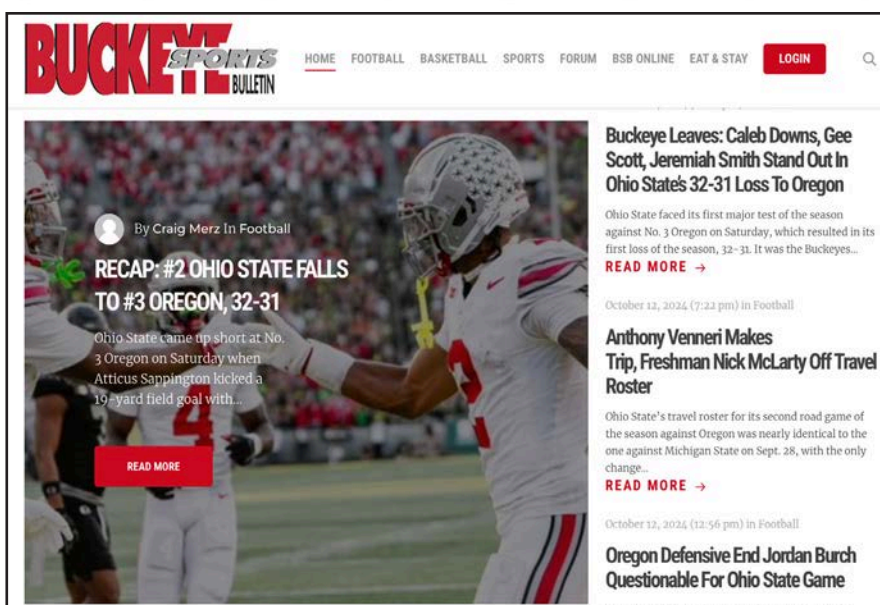 BUCKEYE
SPORTS
BULLETIN
HOME FOOTBALL BASKETBALL SPORTS FORUM BSB ONLINE EAT & STAY LOGIN
By Craig Merz In Football
RECAP: #2 OHIO STATE FALLS
TO #3 OREGON, 32-31
Ohio State came up short at No.
3 Oregon on Saturday when
Atticus Sappington kicked a
19-yard field goal with...
READ MORE
4
2
Buckeye Leaves: Caleb Downs, Gee
Scott, Jeremiah Smith Stand Out In
Ohio State's 32-31 Loss To Oregon
Ohio State faced its first major test of the season
against No. 3 Oregon on Saturday, which resulted in its
first loss of the season, 32-31. It was the Buckeyes...
READ MORE →
October 12, 2024 (7:22 pm) in Football
Anthony Venneri Makes
Trip, Freshman Nick McLarty Off Travel
Roster
Ohio State's travel roster for its second road game of
the season against Oregon was nearly identical to the
one against Michigan State on Sept. 28, with the only
change...
READ MORE →
October 12, 2024 (12:56 pm) in Football
Oregon Defensive End Jordan Burch
Questionable For Ohio State Game